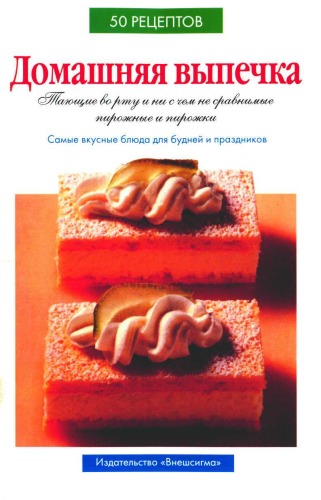 50 РЕЦЕПТОВ
Домашняя выпечка
Тающие во рту и ни с чем не сравнимые
пирожные и пирожки
Самые вкусные блюда для будней и праздников
Издательство «Внешсигма»